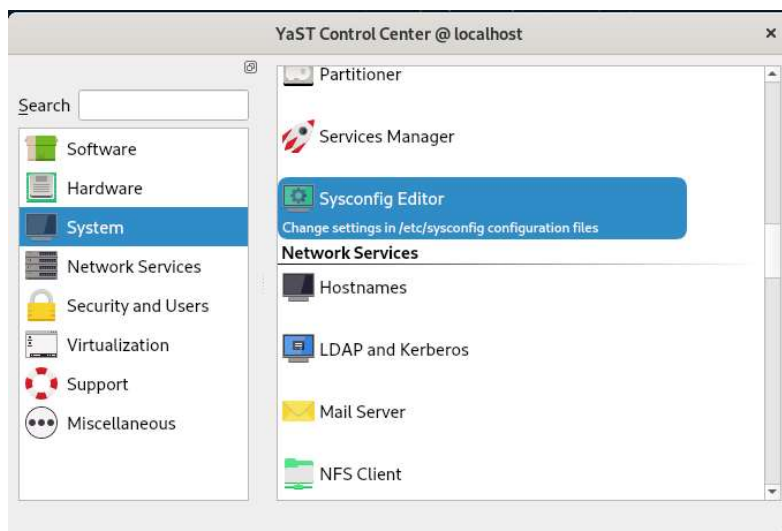 YaST Control Center @ localhost
Search
Software
Hardware
System
Network Services
Security and Users
Virtualization
Support
Miscellaneous
Partitioner
Services Manager
Sysconfig Editor
Change settings in /etc/sysconfig configuration files
Network Services
Hostnames
LDAP and Kerberos
Mail Server
NFS Client